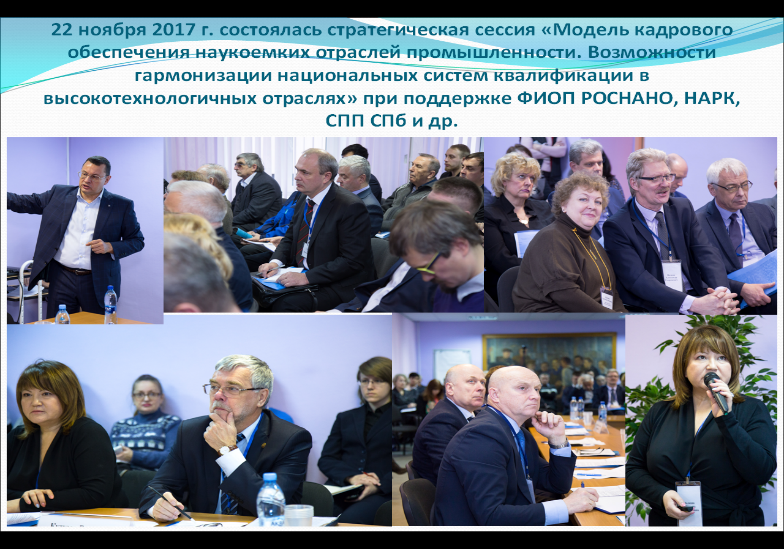 22 ноября 2017 г. состоялась стратегическая сессия «Модель кадрового
обеспечения наукоемких отраслей промышленности. Возможности
гармонизации национальных систем квалификации в
высокотехнологичных отраслях» при поддержке ФИОП РОСНАНО, НАРК,
СПП СПб и др.